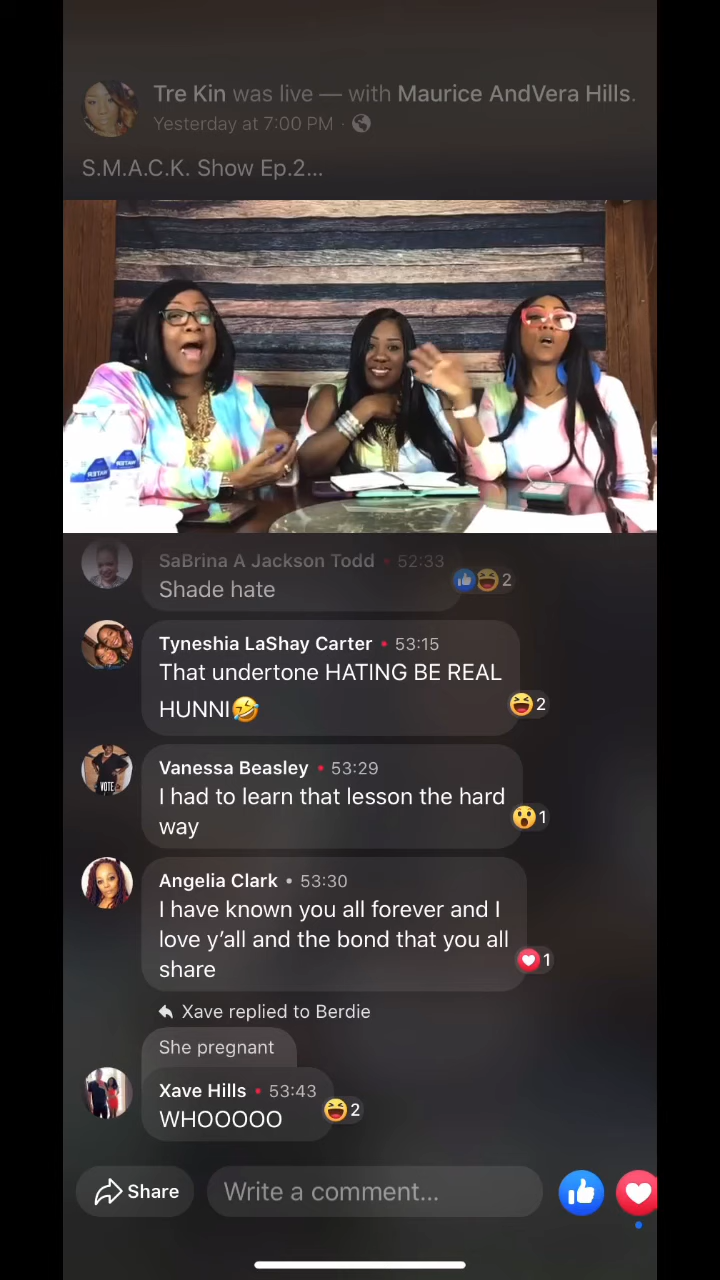 Tre Kin was live — with Maurice AndVera Hills.
Yesterday at 7:00 PM ·
S.M.A.C.K. Show Ep.2...
SaBrina A Jackson Todd • 52:33
Shade hate
2
Tyneshia LaShay Carter • 53:15
That undertone HATING BE REAL
HUNNI🤣
2
Vanessa Beasley • 53:29
I had to learn that lesson the hard
way
1
VOTE
Angelia Clark • 53:30
I have known you all forever and I
love y'all and the bond that you all
share
1
Xave replied to Berdie
She pregnant
Xave Hills • 53:43
WHOOOOO
2
Share
Write a comment...